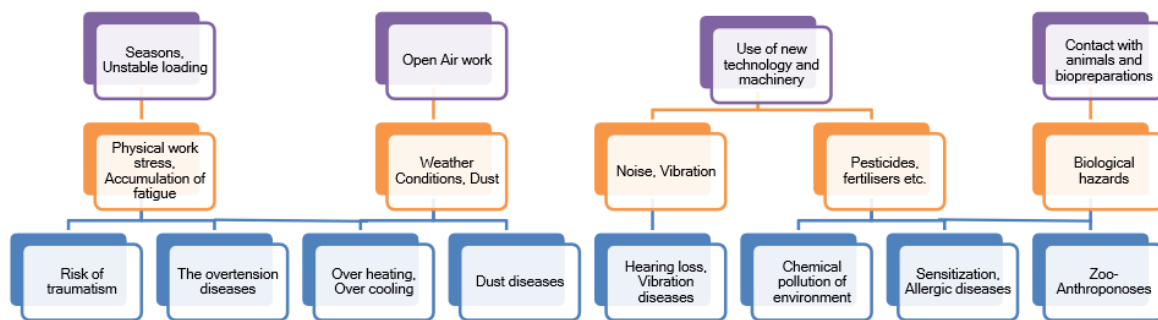 Seasons,
Unstable loading
Open Air work
Use of new
technology and
machinery
Contact with
animals and
biopreparations
Physical work
stress,
Accumulation of
fatigue
Weather
Conditions, Dust
Noise, Vibration
Pesticides,
fertilisers etc.
Biological
hazards
Risk of
traumatism
The overtension
diseases
Over heating,
Over cooling
Dust diseases
Hearing loss,
Vibration
diseases
Chemical
pollution of
environment
Sensitization,
Allergic diseases
Zoo-
Anthroponoses